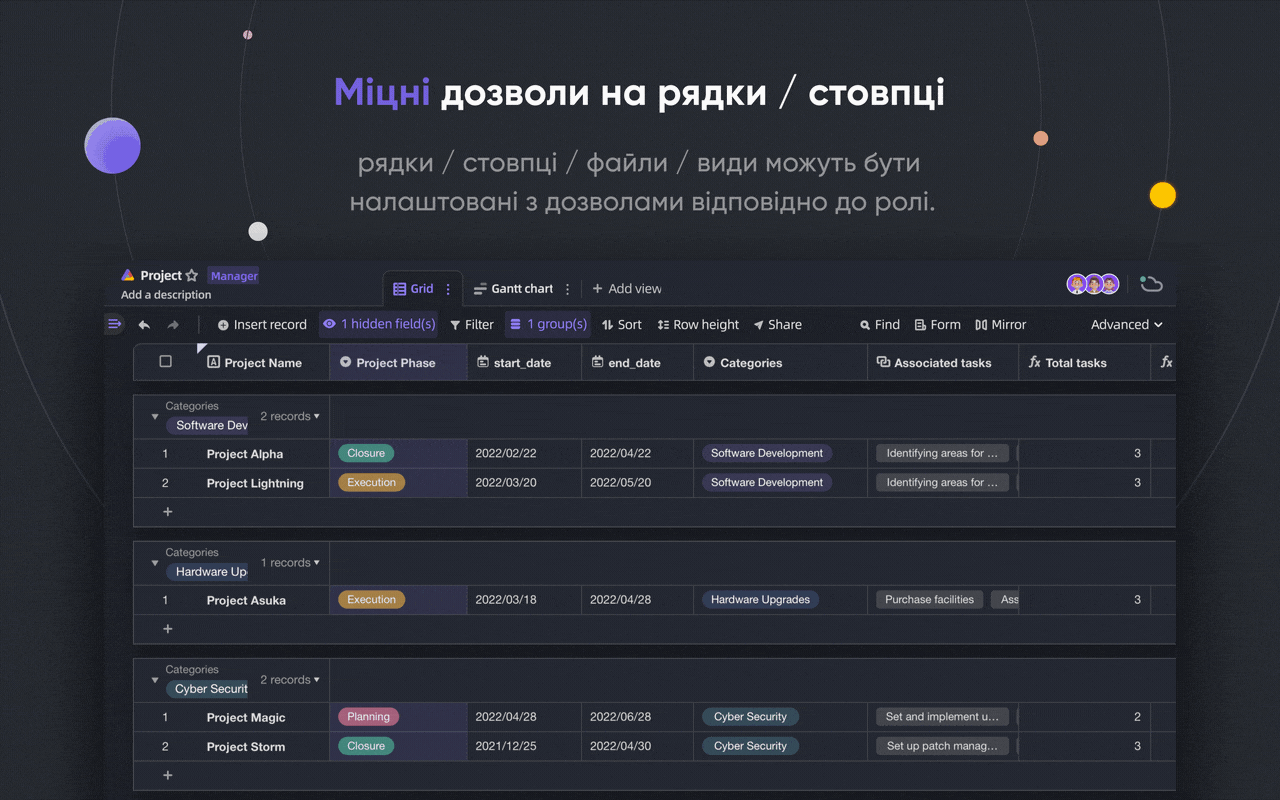 Міцні дозволи на рядки / стовпці
рядки / стовпці / файли / види можуть бути
налаштовані з дозволами відповідно до ролі.
Project Manager
Add a description
Grid Gantt chart + Add view
Insert record 1 hidden field(s) Filter 1 group(s) Sort Row height Share Find Form Mirror Advanced
Project Name Project Phase start_date end_date Categories Associated tasks fx Total tasks fx
Categories
Software Dev 2 records
1 Project Alpha Closure 2022/02/22 2022/04/22 Software Development Identifying areas for ... 3
2 Project Lightning Execution 2022/03/20 2022/05/20 Software Development Identifying areas for ... 3
+
Categories
Hardware Up 1 records
1 Project Asuka Execution 2022/03/18 2022/04/28 Hardware Upgrades Purchase facilities Ass 3
+
Categories
Cyber Securit 2 records
1 Project Magic Planning 2022/04/28 2022/06/28 Cyber Security Set and implement u... 2
2 Project Storm Closure 2021/12/25 2022/04/30 Cyber Security Set up patch manag... 3
+